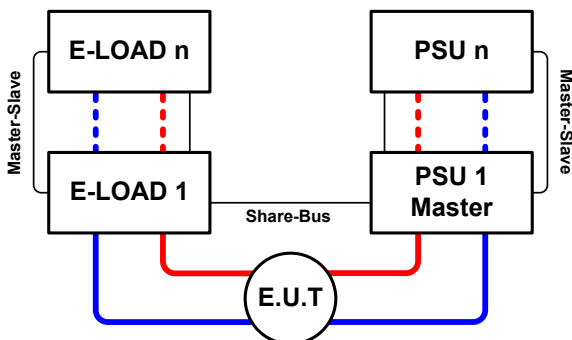 E-LOAD n
PSU n
Master-Slave
Master-Slave
E-LOAD 1
PSU 1
Master
Share-Bus
E.U.T